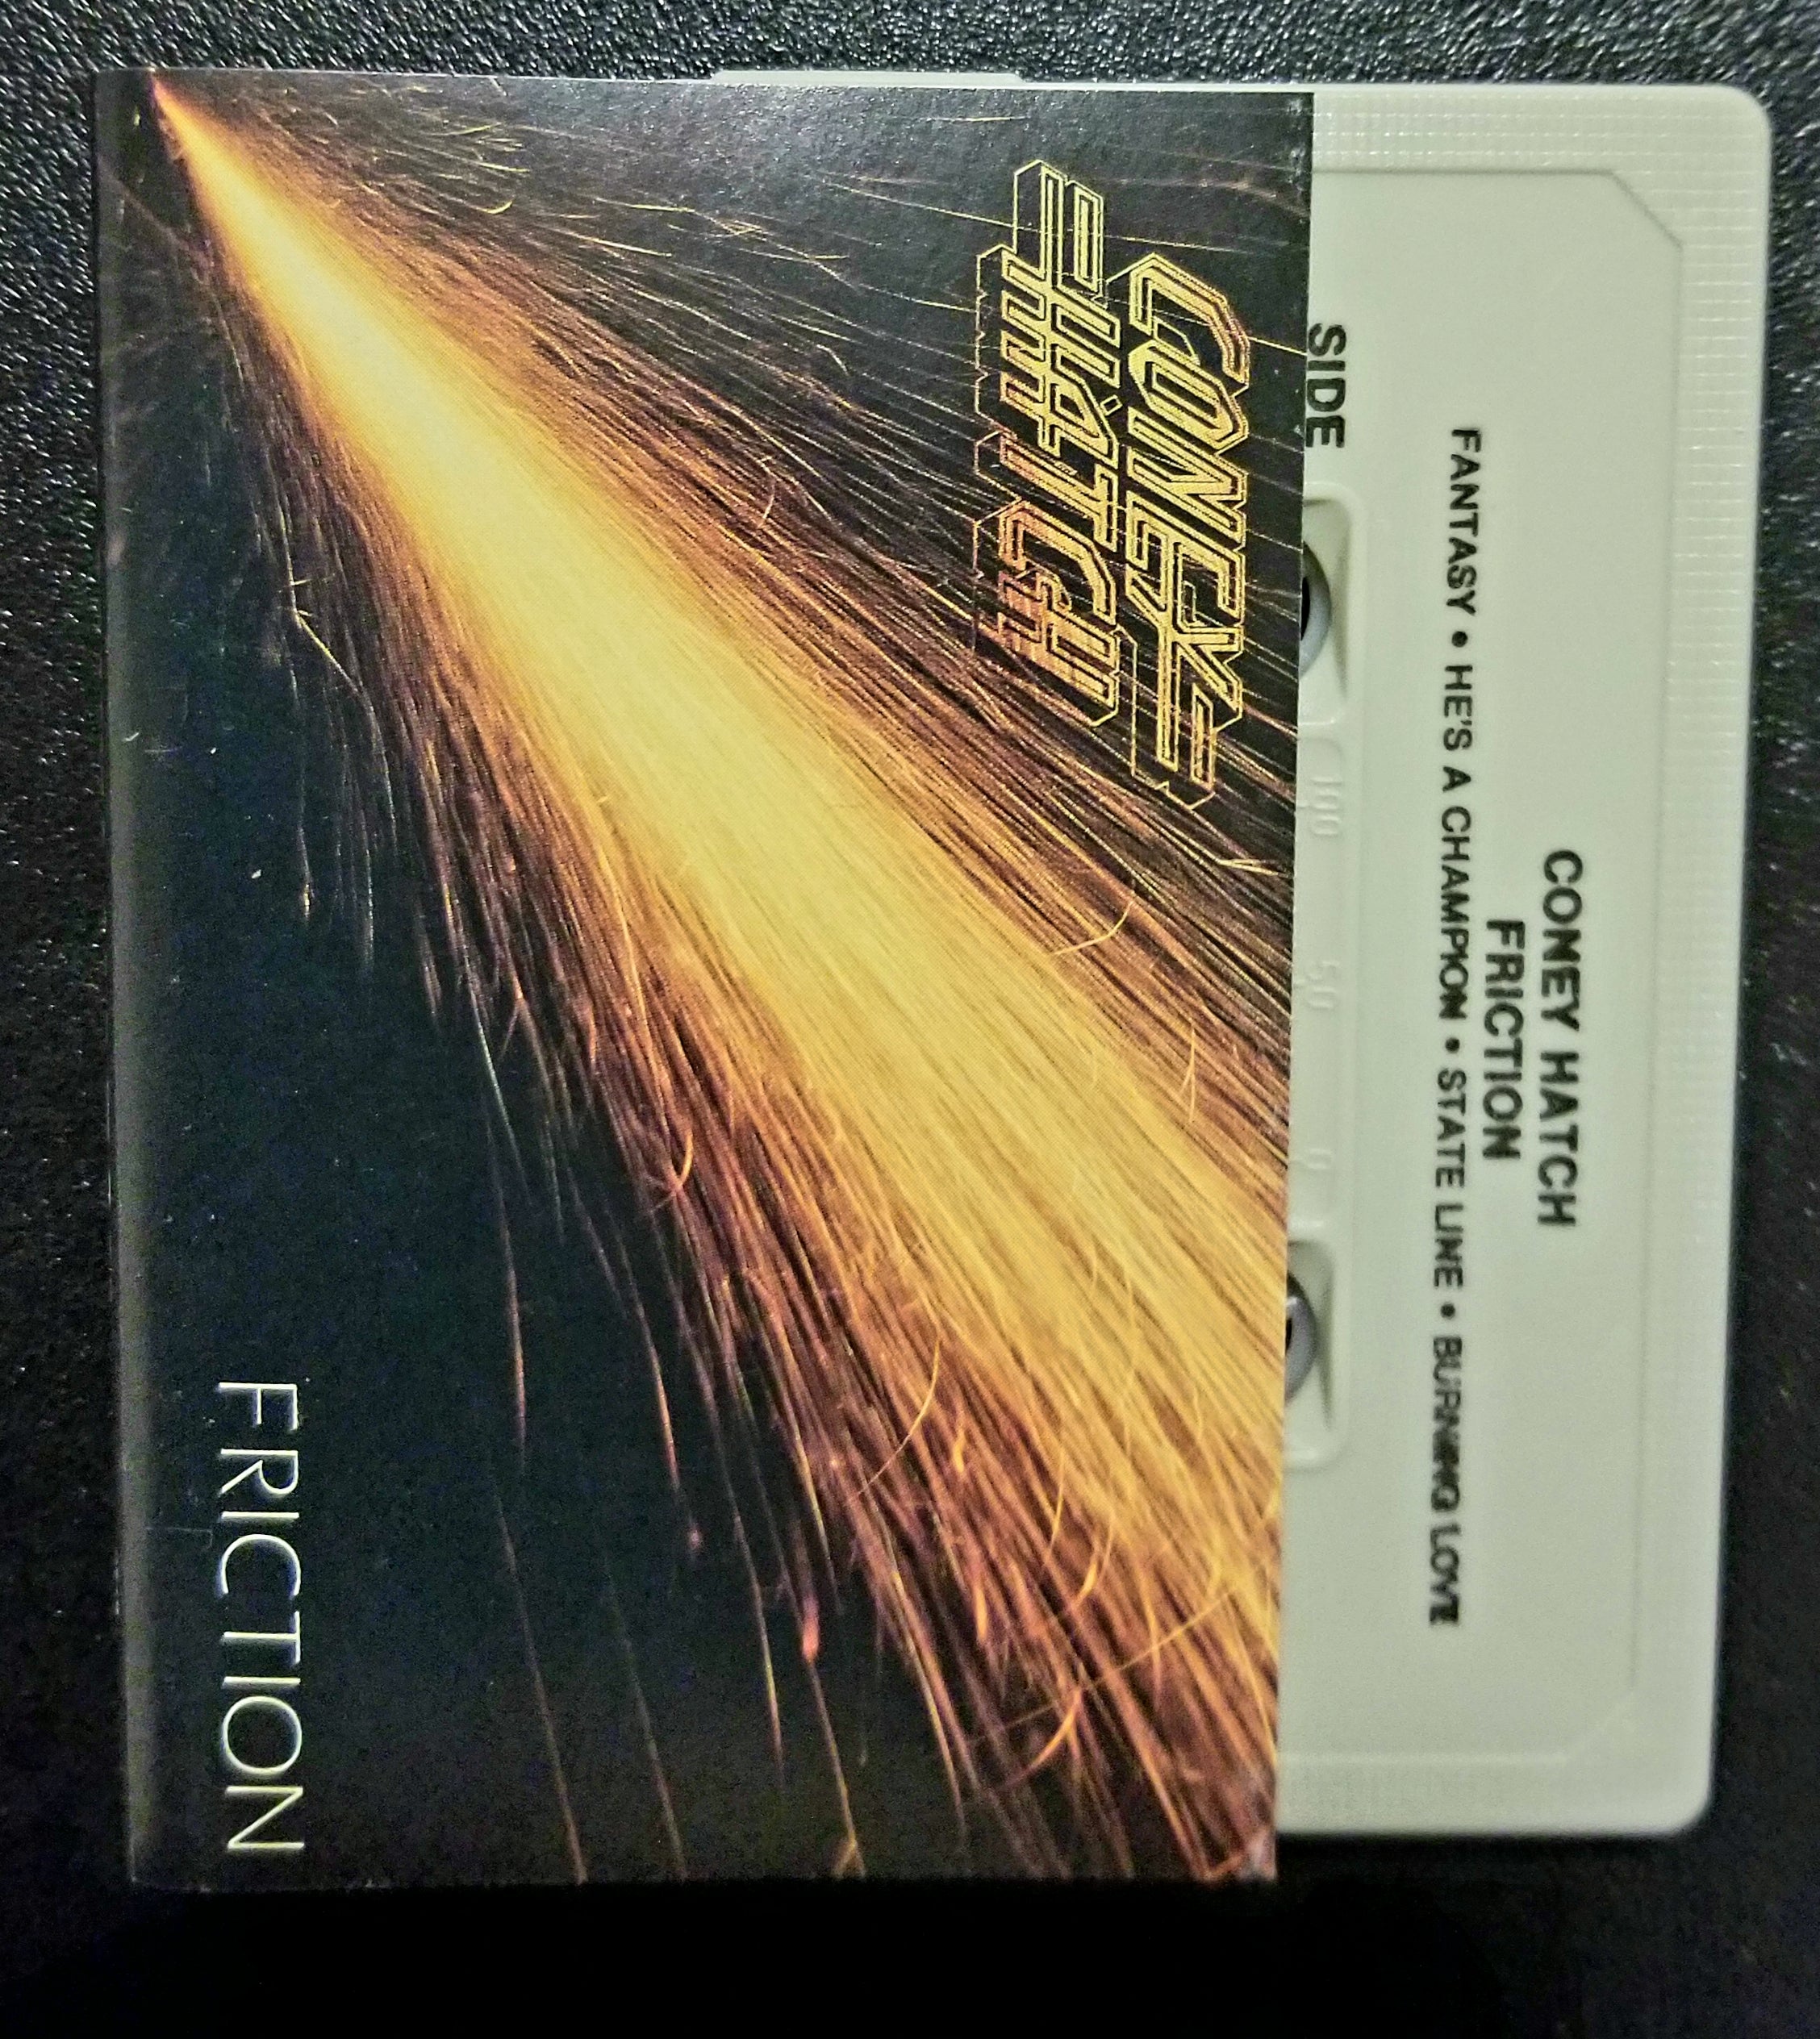 CONEY HATCH
FRICTION
FANTASY • HE'S A CHAMPION • STATE LINE • BURNING LOVE
SIDE
100 50 0
CONEY
HATCH
FRICTION